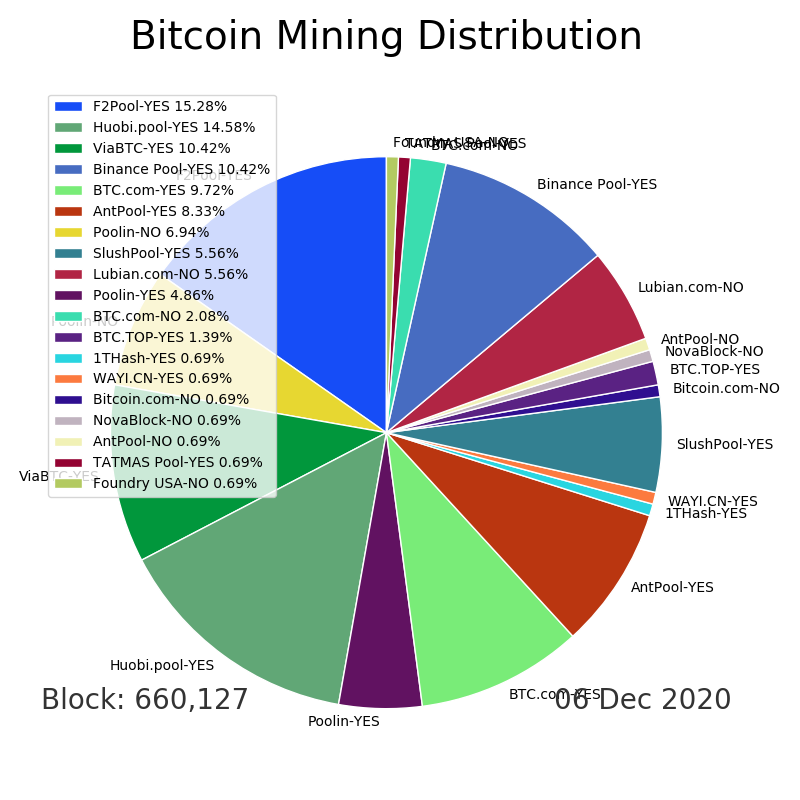 Bitcoin Mining Distribution
F2Pool-YES 15.28%
Huobi.pool-YES 14.58%
ViaBTC-YES 10.42%
Binance Pool-YES 10.42%
BTC.com-YES 9.72%
AntPool-YES 8.33%
Poolin-NO 6.94%
SlushPool-YES 5.56%
Lubian.com-NO 5.56%
Poolin-YES 4.86%
BTC.com-NO 2.08%
BTC.TOP-YES 1.39%
1THash-YES 0.69%
WAYI.CN-YES 0.69%
Bitcoin.com-NO 0.69%
NovaBlock-NO 0.69%
AntPool-NO 0.69%
TATMAS Pool-YES 0.69%
Foundry USA-NO 0.69%
Foundry USA-NO
TATMAS Pool-YES
BTC.com-NO
Binance Pool-YES
Lubian.com-NO
AntPool-NO
NovaBlock-NO
BTC.TOP-YES
Bitcoin.com-NO
SlushPool-YES
WAYI.CN-YES
1THash-YES
AntPool-YES
BTC.com-YES
Poolin-YES
Huobi.pool-YES
ViaBTC-YES
Poolin-NO
F2Pool-YES
Block: 660,127
06 Dec 2020